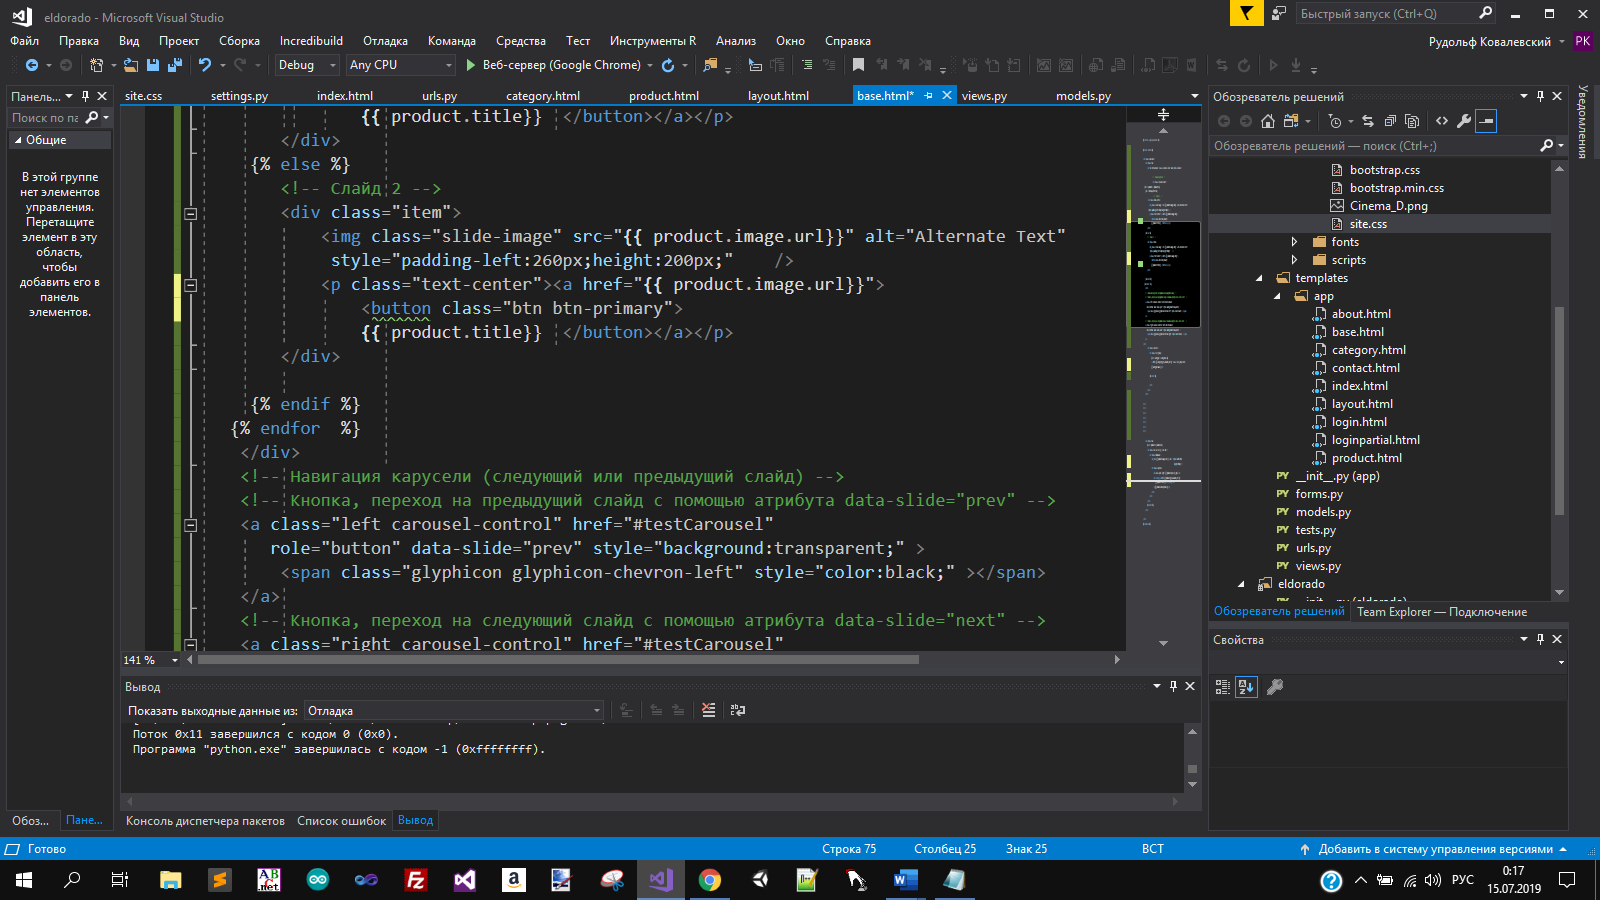 eldorado - Microsoft Visual Studio
Быстрый запуск (Ctrl+Q)
Файл Правка Вид Проект Сборка Incredibuild Отладка Команда Средства Тест Инструменты R Анализ Окно Справка
Рудольф Ковалевский РК
Debug Any CPU Веб-сервер (Google Chrome)
Панель...
Поиск по па
Общие
В этой группе
нет элементов
управления.
Перетащите
элемент в эту
область,
чтобы
добавить его в
панель
элементов.
Обоз... Пане...
site.css settings.py index.html urls.py category.html product.html layout.html base.html* views.py models.py
{{ product.title}} </button></a></p>
</div>
{% else %}
<!-- Слайд 2 -->
<div class="item">
<img class="slide-image" src="{{ product.image.url}}" alt="Alternate Text"
style="padding-left:260px;height:200px;" />
<p class="text-center"><a href="{{ product.image.url}}">
<button class="btn btn-primary">
{{ product.title}} </button></a></p>
</div>
{% endif %}
{% endfor %}
</div>
<!-- Навигация карусели (следующий или предыдущий слайд) -->
<!-- Кнопка, переход на предыдущий слайд с помощью атрибута data-slide="prev" -->
<a class="left carousel-control" href="#testCarousel"
role="button" data-slide="prev" style="background:transparent;" >
<span class="glyphicon glyphicon-chevron-left" style="color:black;" ></span>
</a>
<!-- Кнопка, переход на следующий слайд с помощью атрибута data-slide="next" -->
<a class="right carousel-control" href="#testCarousel"
141 %
Вывод
Показать выходные данные из: Отладка
Поток 0x11 завершился с кодом 0 (0x0).
Программа "python.exe" завершилась с кодом -1 (0xffffffff).
Консоль диспетчера пакетов Список ошибок Вывод
Обозреватель решений
Обозреватель решений — поиск (Ctrl+;)
bootstrap.css
bootstrap.min.css
Cinema_D.png
site.css
fonts
scripts
templates
app
about.html
base.html
category.html
contact.html
index.html
layout.html
login.html
loginpartial.html
product.html
__init__.py (app)
forms.py
models.py
tests.py
urls.py
views.py
eldorado
__init__.py (eldorado)
Обозреватель решений Team Explorer — Подключение
Свойства
Уведомления
Готово Строка 75 Столбец 25 Знак 25 ВСТ Добавить в систему управления версиями
РУС
0:17
15.07.2019